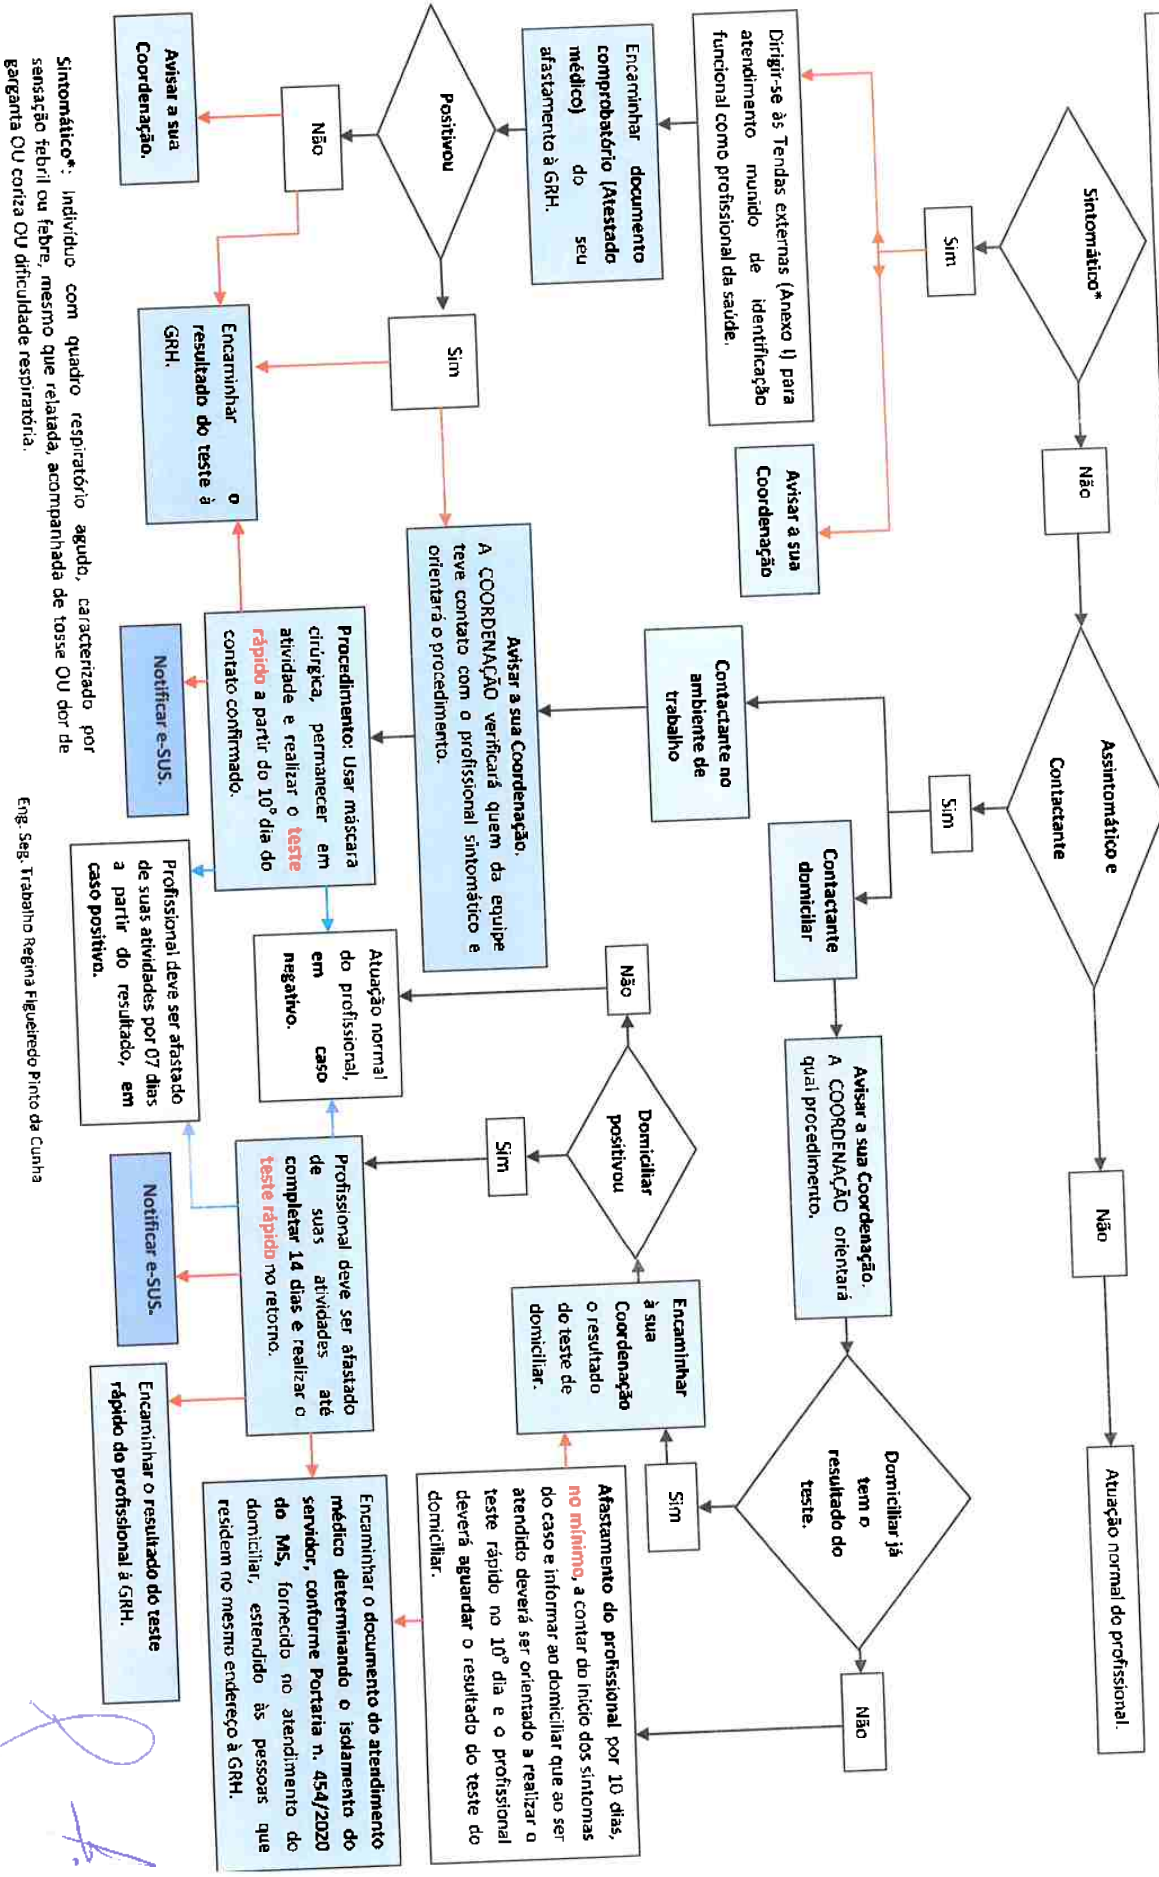 Sintomático*
Sim
Não
Assintomático e
Contactante
Sim
Não
Atuação normal do profissional.
Dirigir-se às Tendas externas (Anexo I) para
atendimento munido de identificação
funcional como profissional da saúde.
Avisar a sua
Coordenação
Contactante no
ambiente de
trabalho
Contactante
domicilar
Avisar a sua Coordenação.
A COORDENAÇÃO orientará
qual procedimento.
Domiciliar já
tem o
resultado do
teste.
Sim
Não
Encaminhar documento
comprobatório (Atestado
médico) do seu
afastamento à GRH.
Positivou
Não
Sim
Avisar a sua
Coordenação.
Encaminhar o
resultado do teste à
GRH.
Avisar a sua Coordenação.
A COORDENAÇÃO verificará quem da equipe
teve contato com o profissional sintomático e
orientará o procedimento.
Procedimento: Usar máscara
cirúrgica, permanecer em
atividade e realizar o teste
rápido a partir do 10º dia do
contato confirmado.
Notificar e-SUS.
Encaminhar
à sua
Coordenação
o resultado
do teste de
domiciliar.
Domiciliar
positivou
Não
Sim
Atuação normal
do profissional,
em caso
negativo.
Profissional deve ser afastado
de suas atividades por 07 dias
a partir do resultado, em
caso positivo.
Profissional deve ser afastado
de suas atividades até
completar 14 dias e realizar o
teste rápido no retorno.
Notificar e-SUS.
Encaminhar o resultado do teste
rápido do profissional à GRH.
Afastamento do profissional por 10 dias,
no mínimo, a contar do inicio dos sintomas
do caso e informar ao domiciliar que ao ser
atendido deverá ser orientado a realizar o
teste rápido no 10º dia e o profissional
deverá aguardar o resultado do teste do
domiciliar.
Encaminhar o documento do atendimento
médico determinando o isolamento do
servidor, conforme Portaria n. 454/2020
do MS, fornecido no atendimento do
domiciliar, estendido às pessoas que
residem no mesmo endereço à GRH.
Sintomático*: Indivíduo com quadro respiratório agudo, caracterizado por
sensação febril ou febre, mesmo que relatada, acompanhada de tosse OU dor de
garganta OU coriza OU dificuldade respiratória.
Eng. Seg. Trabalho Regina Figueiredo Pinto da Cunha